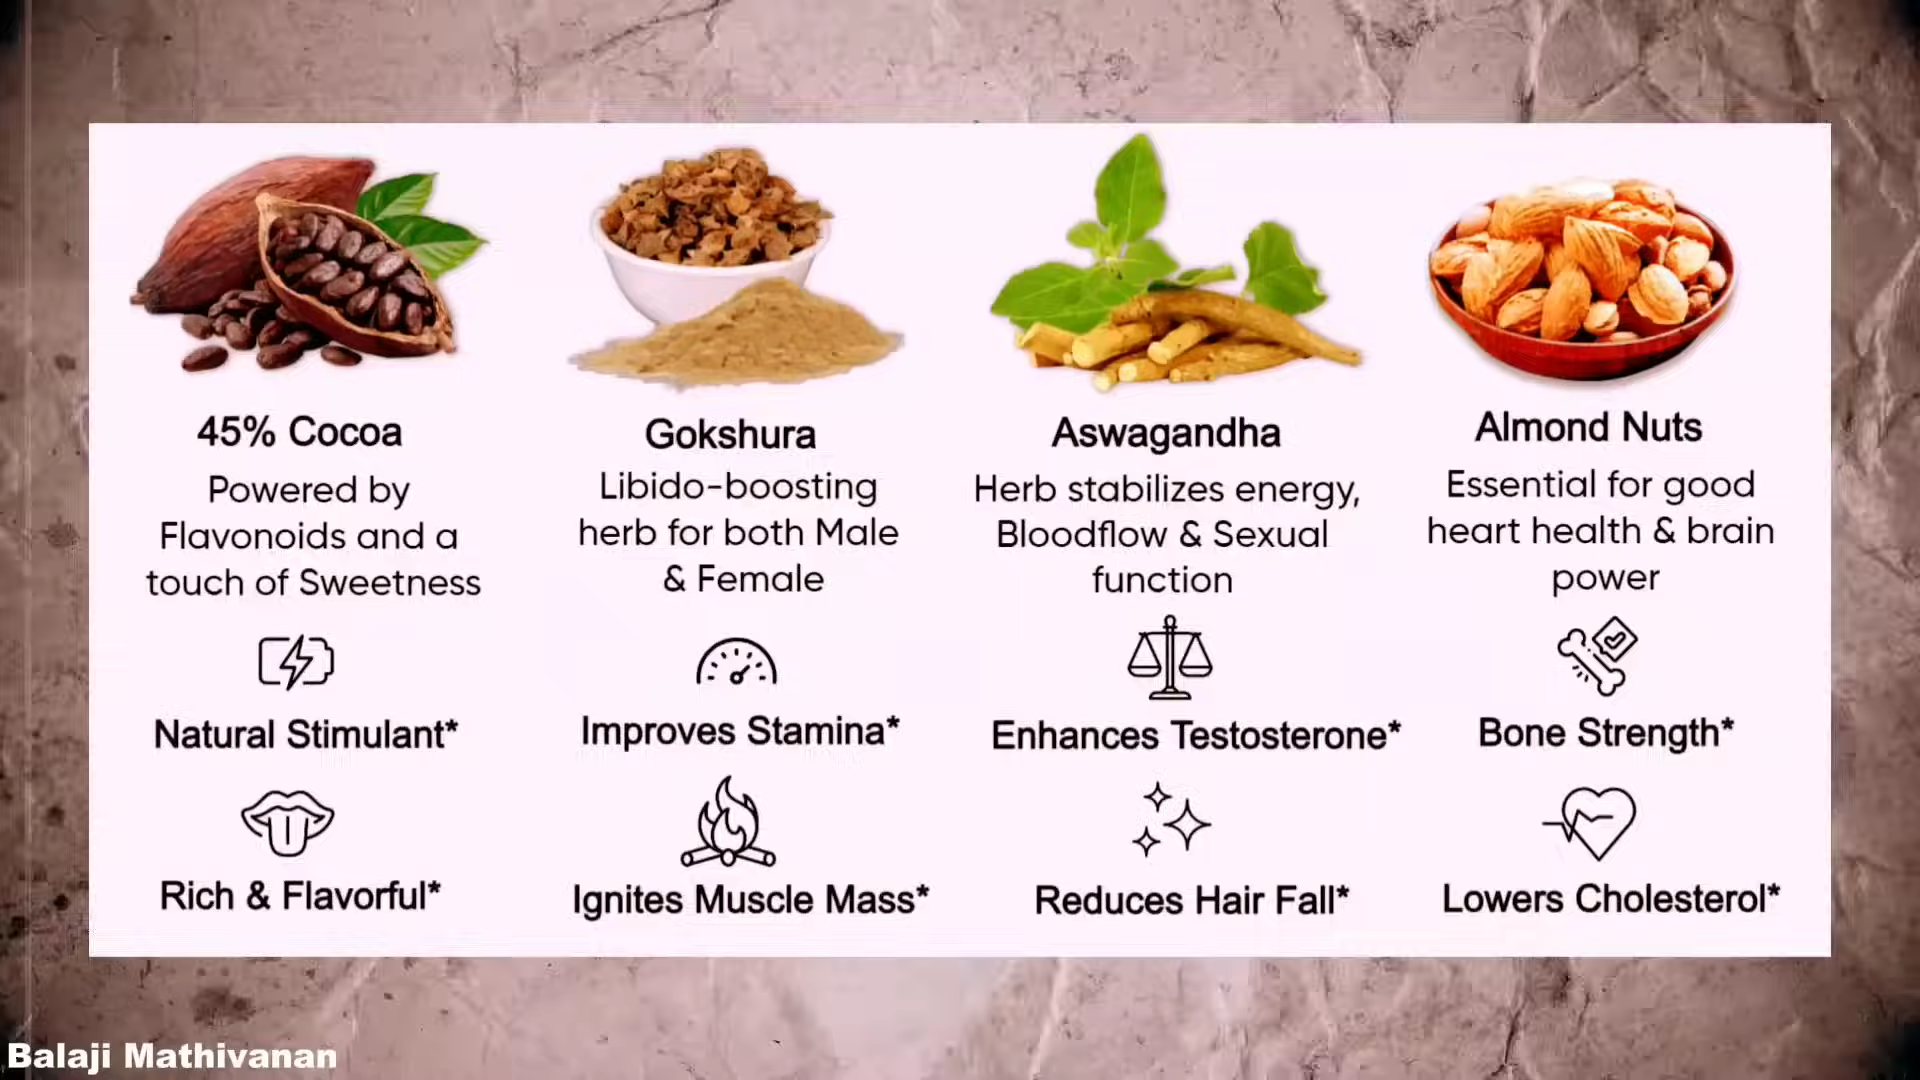 45% Cocoa
Powered by
Flavonoids and a
touch of Sweetness
Natural Stimulant*
Rich & Flavorful*
Gokshura
Libido-boosting
herb for both Male
& Female
Improves Stamina*
Ignites Muscle Mass*
Aswagandha
Herb stabilizes energy,
Bloodflow & Sexual
function
Enhances Testosterone*
Reduces Hair Fall*
Almond Nuts
Essential for good
heart health & brain
power
Bone Strength*
Lowers Cholesterol*
Balaji Mathivanan